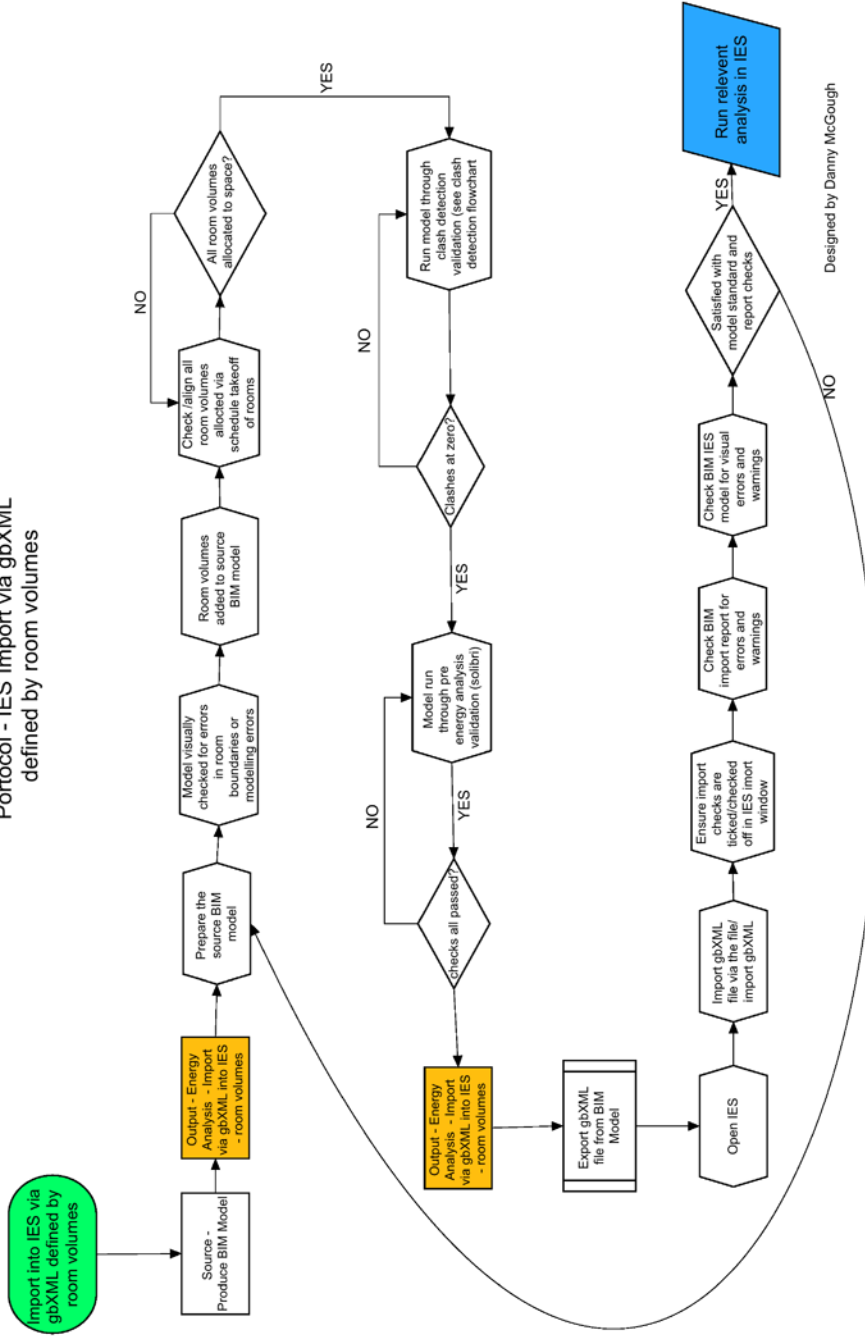 Portocol - IES Import via gbXML
defined by room volumes
Import into IES via
gbXML defined by
room volumes
Source -
Produce BIM Model
Output - Energy
Analysis - Import
via gbXML into IES
- room volumes
Prepare the
source BIM
model
Model visually
checked for errors
in room
boundaries or
modelling errors
Room volumes
added to source
BIM model
Check /align all
room volumes
allocted via
schedule takeoff
of rooms
NO
All room volumes
allocated to space?
YES
Run model through
clash detection
validation (see clash
detection flowchart
NO
Clashes at zero?
YES
Model run
through pre
energy analysis
validation (solibri)
NO
YES
checks all passed?
Output - Energy
Analysis - Import
via gbXML into IES
- room volumes
Export gbXML
file from BIM
Model
Open IES
Import gbXML
file via the file/
import gbXML
Ensure import
checks are
ticked/checked
off in IES imort
window
Check BIM
import report for
errors and
warnings
Check BIM IES
model for visual
errors and
warnings
Satisfied with
model standard and
report checks
YES
NO
Run relevent
analysis in IES
Designed by Danny McGough